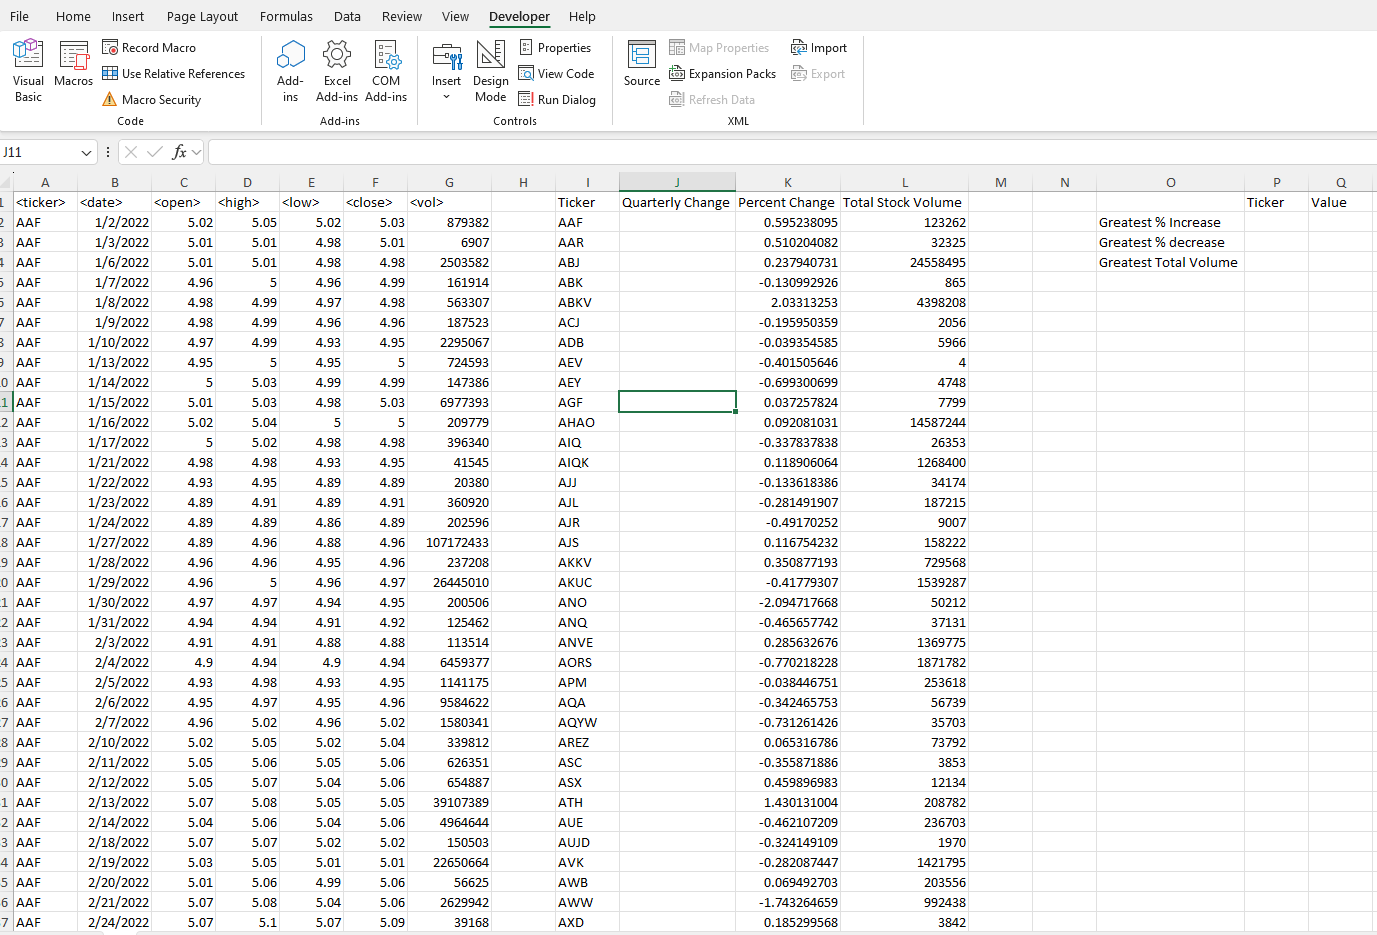 File Home Insert Page Layout Formulas Data Review View Developer Help
Visual Basic
Macros
Record Macro
Use Relative References
Macro Security
Code
Add-ins
Excel Add-ins
COM Add-ins
Add-ins
Insert
Design Mode
Properties
View Code
Run Dialog
Controls
Source
Map Properties
Expansion Packs
Refresh Data
Import
Export
XML
J11 fx
A B C D E F G H I J K L M N O P Q
1 <ticker> <date> <open> <high> <low> <close> <vol> Ticker Quarterly Change Percent Change Total Stock Volume Ticker Value
2 AAF 1/2/2022 5.02 5.05 5.02 5.03 879382 AAF 0.595238095 123262 Greatest % Increase
3 AAF 1/3/2022 5.01 5.01 4.98 5.01 6907 AAR 0.510204082 32325 Greatest % decrease
4 AAF 1/6/2022 5.01 5.01 4.98 4.98 2503582 ABJ 0.237940731 24558495 Greatest Total Volume
5 AAF 1/7/2022 4.96 5 4.96 4.99 161914 ABK -0.130992926 865
6 AAF 1/8/2022 4.98 4.99 4.97 4.98 563307 ABKV 2.03313253 4398208
7 AAF 1/9/2022 4.98 4.99 4.96 4.96 187523 ACJ -0.195950359 2056
8 AAF 1/10/2022 4.97 4.99 4.93 4.95 2295067 ADB -0.039354585 5966
9 AAF 1/13/2022 4.95 5 4.95 5 724593 AEV -0.401505646 4
0 AAF 1/14/2022 5 5.03 4.99 4.99 147386 AEY -0.699300699 4748
1 AAF 1/15/2022 5.01 5.03 4.98 5.03 6977393 AGF 0.037257824 7799
2 AAF 1/16/2022 5.02 5.04 5 5 209779 AHAO 0.092081031 14587244
3 AAF 1/17/2022 5 5.02 4.98 4.98 396340 AIQ -0.337837838 26353
4 AAF 1/21/2022 4.98 4.98 4.93 4.95 41545 AIQK 0.118906064 1268400
5 AAF 1/22/2022 4.93 4.95 4.89 4.89 20380 AJJ -0.133618386 34174
6 AAF 1/23/2022 4.89 4.91 4.89 4.91 360920 AJL -0.281491907 187215
7 AAF 1/24/2022 4.89 4.89 4.86 4.89 202596 AJR -0.49170252 9007
8 AAF 1/27/2022 4.89 4.96 4.88 4.96 107172433 AJS 0.116754232 158222
9 AAF 1/28/2022 4.96 4.96 4.95 4.96 237208 AKKV 0.350877193 729568
0 AAF 1/29/2022 4.96 5 4.96 4.97 26445010 AKUC -0.41779307 1539287
1 AAF 1/30/2022 4.97 4.97 4.94 4.95 200506 ANO -2.094717668 50212
2 AAF 1/31/2022 4.94 4.94 4.91 4.92 125462 ANQ -0.465657742 37131
3 AAF 2/3/2022 4.91 4.91 4.88 4.88 113514 ANVE 0.285632676 1369775
4 AAF 2/4/2022 4.9 4.94 4.9 4.94 6459377 AORS -0.770218228 1871782
5 AAF 2/5/2022 4.93 4.98 4.93 4.95 1141175 APM -0.038446751 253618
6 AAF 2/6/2022 4.95 4.97 4.95 4.96 9584622 AQA -0.342465753 56739
7 AAF 2/7/2022 4.96 5.02 4.96 5.02 1580341 AQYW -0.731261426 35703
8 AAF 2/10/2022 5.02 5.05 5.02 5.04 339812 AREZ 0.065316786 73792
9 AAF 2/11/2022 5.05 5.06 5.05 5.06 626351 ASC -0.355871886 3853
0 AAF 2/12/2022 5.05 5.07 5.04 5.06 654887 ASX 0.459896983 12134
1 AAF 2/13/2022 5.07 5.08 5.05 5.05 39107389 ATH 1.430131004 208782
2 AAF 2/14/2022 5.04 5.06 5.04 5.06 4964644 AUE -0.462107209 236703
3 AAF 2/18/2022 5.07 5.07 5.02 5.02 150503 AUJD -0.324149109 1970
4 AAF 2/19/2022 5.03 5.05 5.01 5.01 22650664 AVK -0.282087447 1421795
5 AAF 2/20/2022 5.01 5.06 4.99 5.06 56625 AWB 0.069492703 203556
6 AAF 2/21/2022 5.07 5.08 5.04 5.06 2629942 AWW -1.743264659 992438
7 AAF 2/24/2022 5.07 5.1 5.07 5.09 39168 AXD 0.185299568 3842